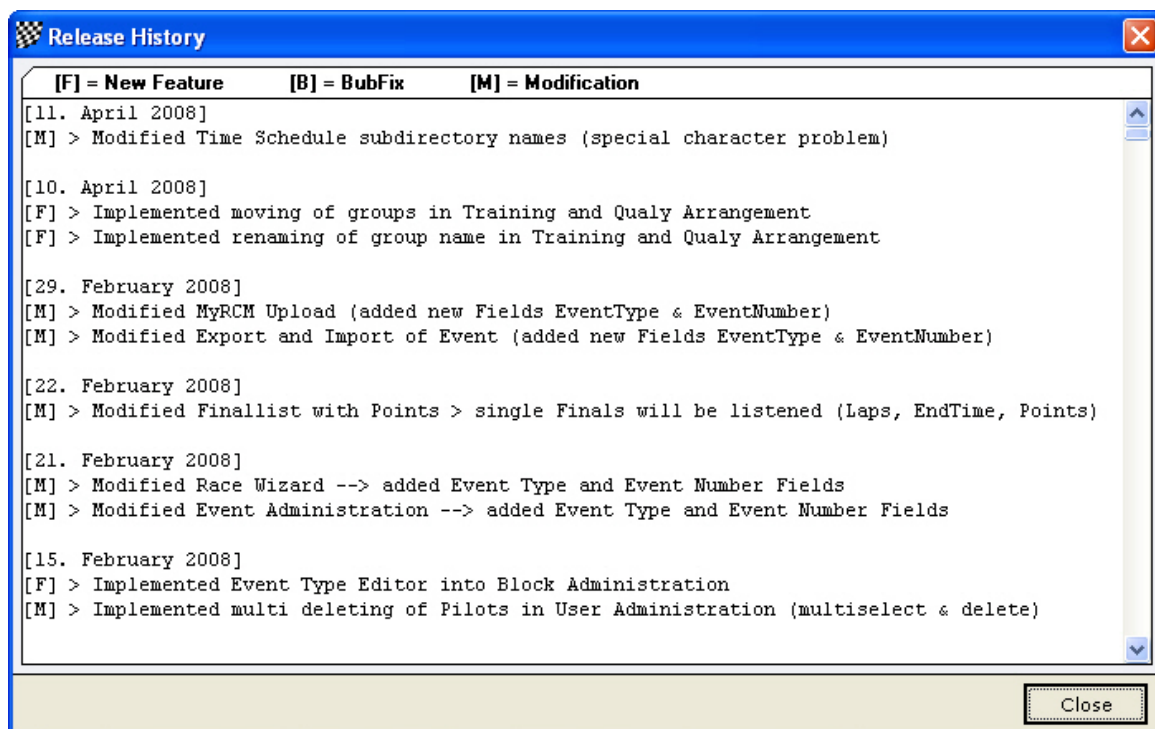 Release History
[F] = New Feature [B] = BubFix [M] = Modification
[11. April 2008]
[M] > Modified Time Schedule subdirectory names (special character problem)
[10. April 2008]
[F] > Implemented moving of groups in Training and Qualy Arrangement
[F] > Implemented renaming of group name in Training and Qualy Arrangement
[29. February 2008]
[M] > Modified MyRCM Upload (added new Fields EventType & EventNumber)
[M] > Modified Export and Import of Event (added new Fields EventType & EventNumber)
[22. February 2008]
[M] > Modified Finallist with Points > single Finals will be listened (Laps, EndTime, Points)
[21. February 2008]
[M] > Modified Race Wizard --> added Event Type and Event Number Fields
[M] > Modified Event Administration --> added Event Type and Event Number Fields
[15. February 2008]
[F] > Implemented Event Type Editor into Block Administration
[M] > Implemented multi deleting of Pilots in User Administration (multiselect & delete)
Close